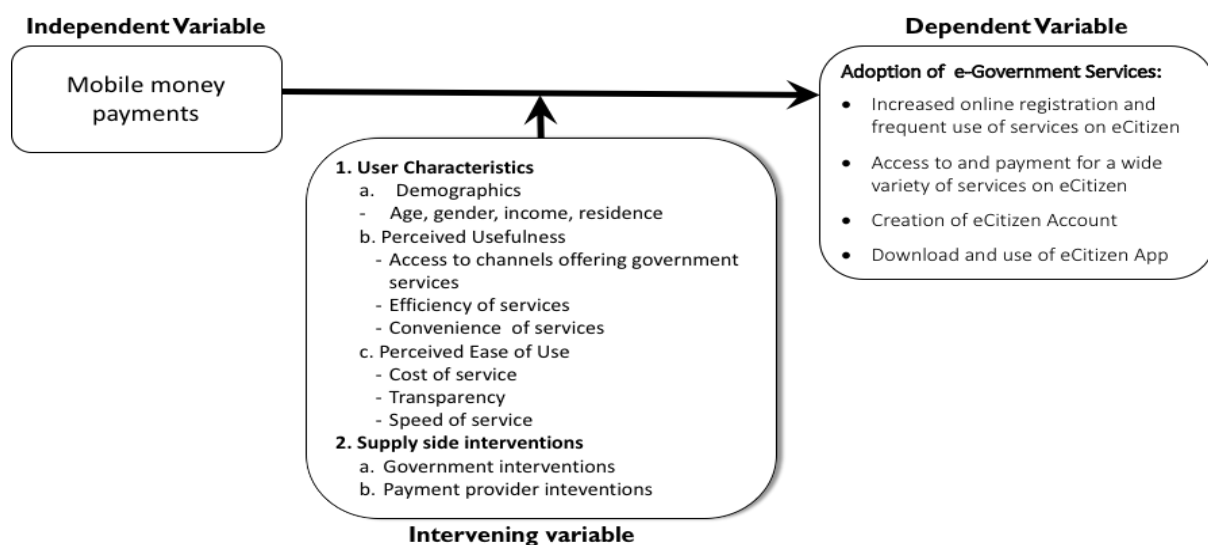 Independent Variable
Mobile money
payments
Dependent Variable
Adoption of e-Government Services:
• Increased online registration and
frequent use of services on eCitizen
• Access to and payment for a wide
variety of services on eCitizen
• Creation of eCitizen Account
• Download and use of eCitizen App
1. User Characteristics
a. Demographics
- Age, gender, income, residence
b. Perceived Usefulness
- Access to channels offering government
services
- Efficiency of services
- Convenience of services
c. Perceived Ease of Use
- Cost of service
- Transparency
- Speed of service
2. Supply side interventions
a. Government interventions
b. Payment provider inteventions
Intervening variable